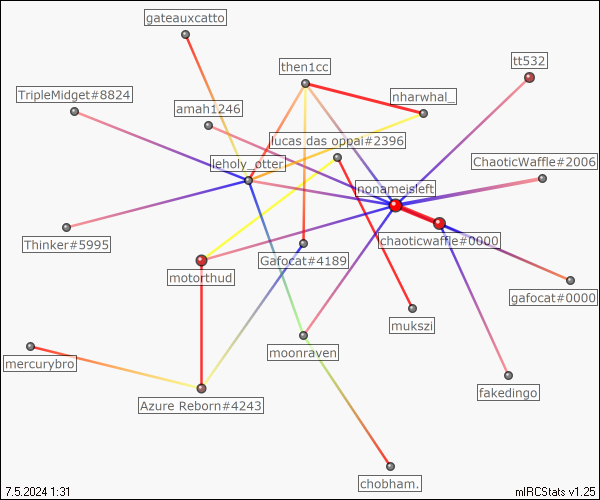 gateauxcatto
tt532
then1cc
TripleMidget#8824
nharwhal_
amah1246
lucas das oppai#2396
leholy_otter
ChaoticWaffle#2006
nonameisleft
Thinker#5995
chaoticwaffle#0000
Gafocat#4189
motorthud
gafocat#0000
mukszi
moonraven
mercurybro
fakedingo
Azure Reborn#4243
chobham.
7.5.2024 1:31
mIRCStats v1.25